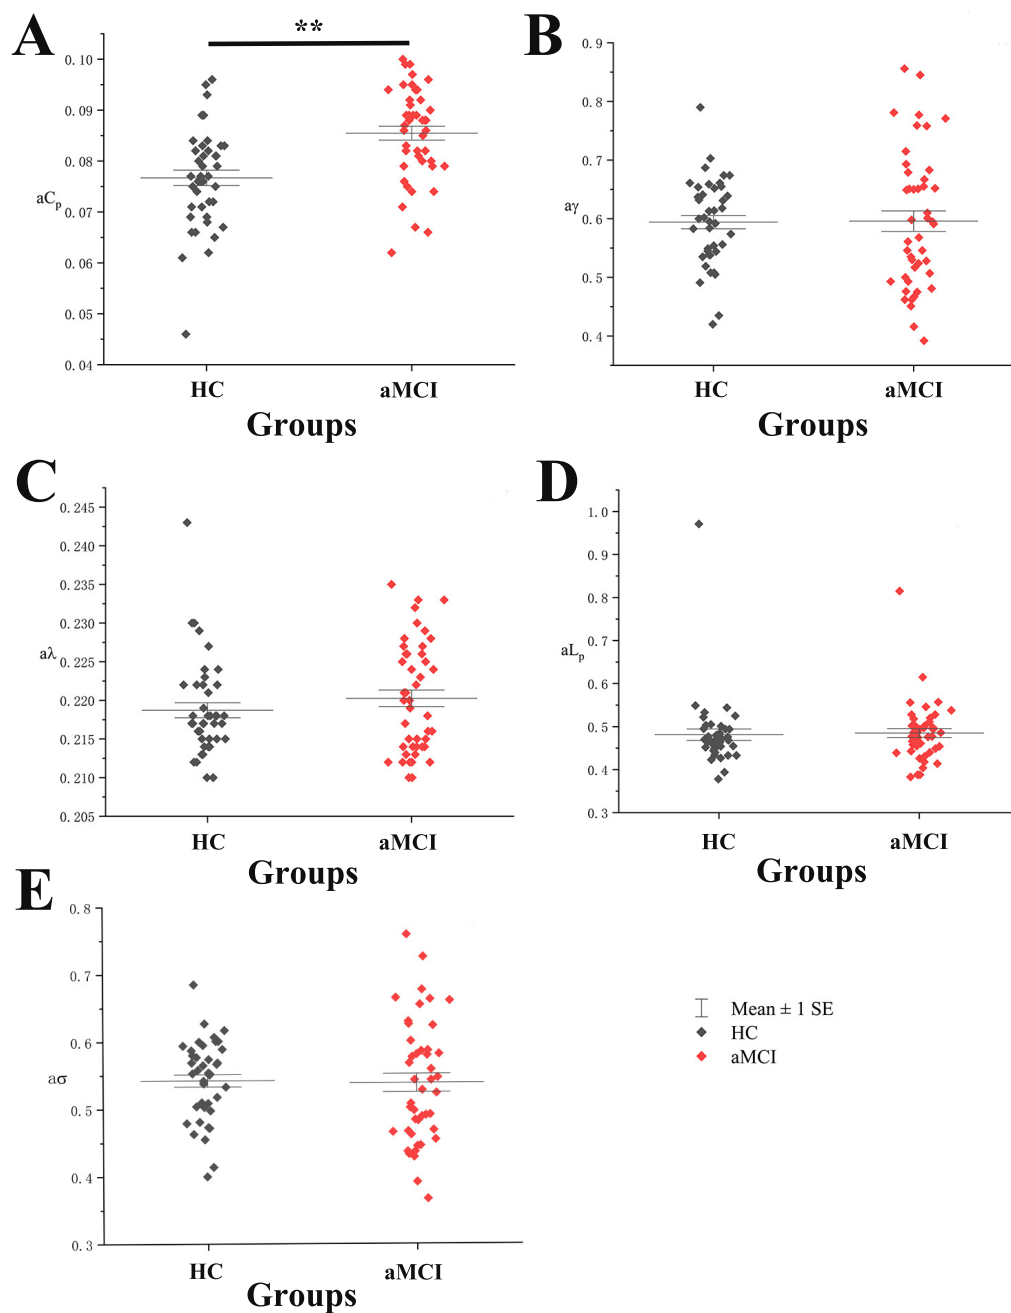 A
**
0.10
0.09
0.08
0.07
0.06
0.05
0.04
aCp
HC
aMCI
Groups
B
0.9
0.8
0.7
0.6
0.5
0.4
aγ
HC
aMCI
Groups
C
0.245
0.240
0.235
0.230
0.225
0.220
0.215
0.210
0.205
aλ
HC
aMCI
Groups
D
1.0
0.9
0.8
0.7
0.6
0.5
0.4
0.3
aLp
HC
aMCI
Groups
E
0.8
0.7
0.6
0.5
0.4
0.3
aσ
HC
aMCI
Groups
Mean ± 1 SE
HC
aMCI